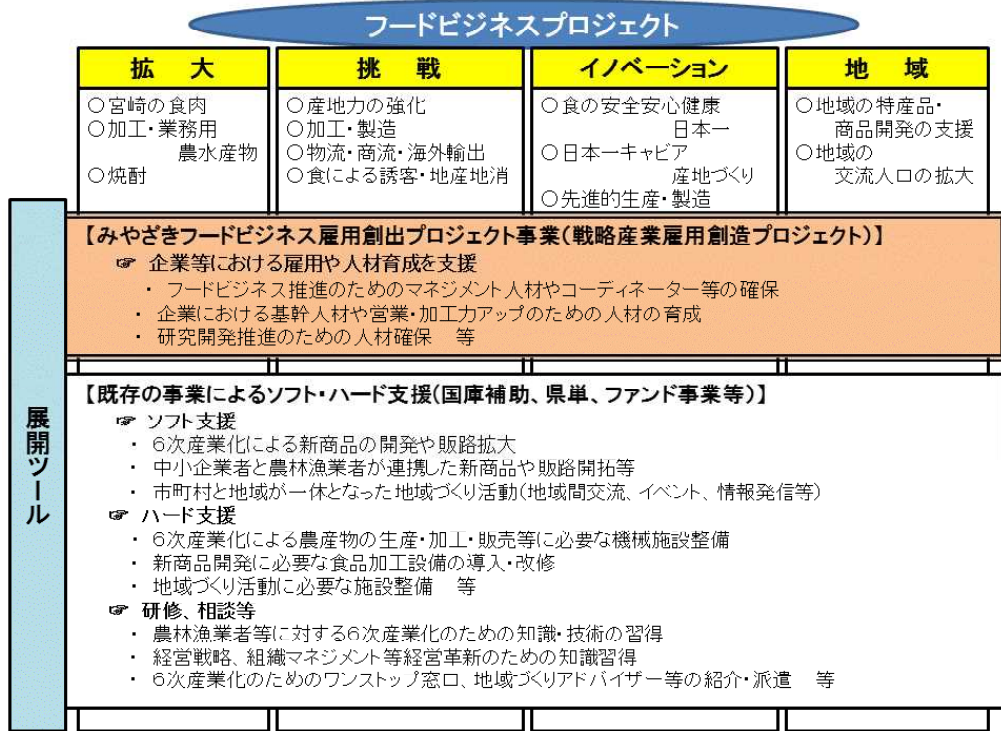 フードビジネスプロジェクト
拡　大
○宮崎の食肉
○加工・業務用
農水産物
○焼酎
挑　戦
○産地力の強化
○加工・製造
○物流・商流・海外輸出
○食による誘客・地産地消
イノベーション
○食の安全安心健康
日本一
○日本一キャビア
産地づくり
○先進的生産・製造
地　域
○地域の特産品・
商品開発の支援
○地域の
交流人口の拡大
展開ツール
【みやざきフードビジネス雇用創出プロジェクト事業(戦略産業雇用創造プロジェクト)】
☞ 企業等における雇用や人材育成を支援
・ フードビジネス推進のためのマネジメント人材やコーディネーター等の確保
・ 企業における基幹人材や営業・加工力アップのための人材の育成
・ 研究開発推進のための人材確保　等
【既存の事業によるソフト・ハード支援(国庫補助、県単、ファンド事業等)】
☞ ソフト支援
・ 6次産業化による新商品の開発や販路拡大
・ 中小企業者と農林漁業者が連携した新商品や販路開拓等
・ 市町村と地域が一休となった地域づくり活動(地域間交流、イベント、情報発信等)
☞ ハード支援
・ 6次産業化による農産物の生産・加工・販売等に必要な機械施設整備
・ 新商品開発に必要な食品加工設備の導入・改修
・ 地域づくり活動に必要な施設整備　等
☞ 研修、相談等
・ 農林漁業者等に対する6次産業化のための知識・技術の習得
・ 経営戦略、組織マネジメント等経営革新のための知識習得
・ 6次産業化のためのワンストップ窓口、地域づくりアドバイザー等の紹介・派遣　等